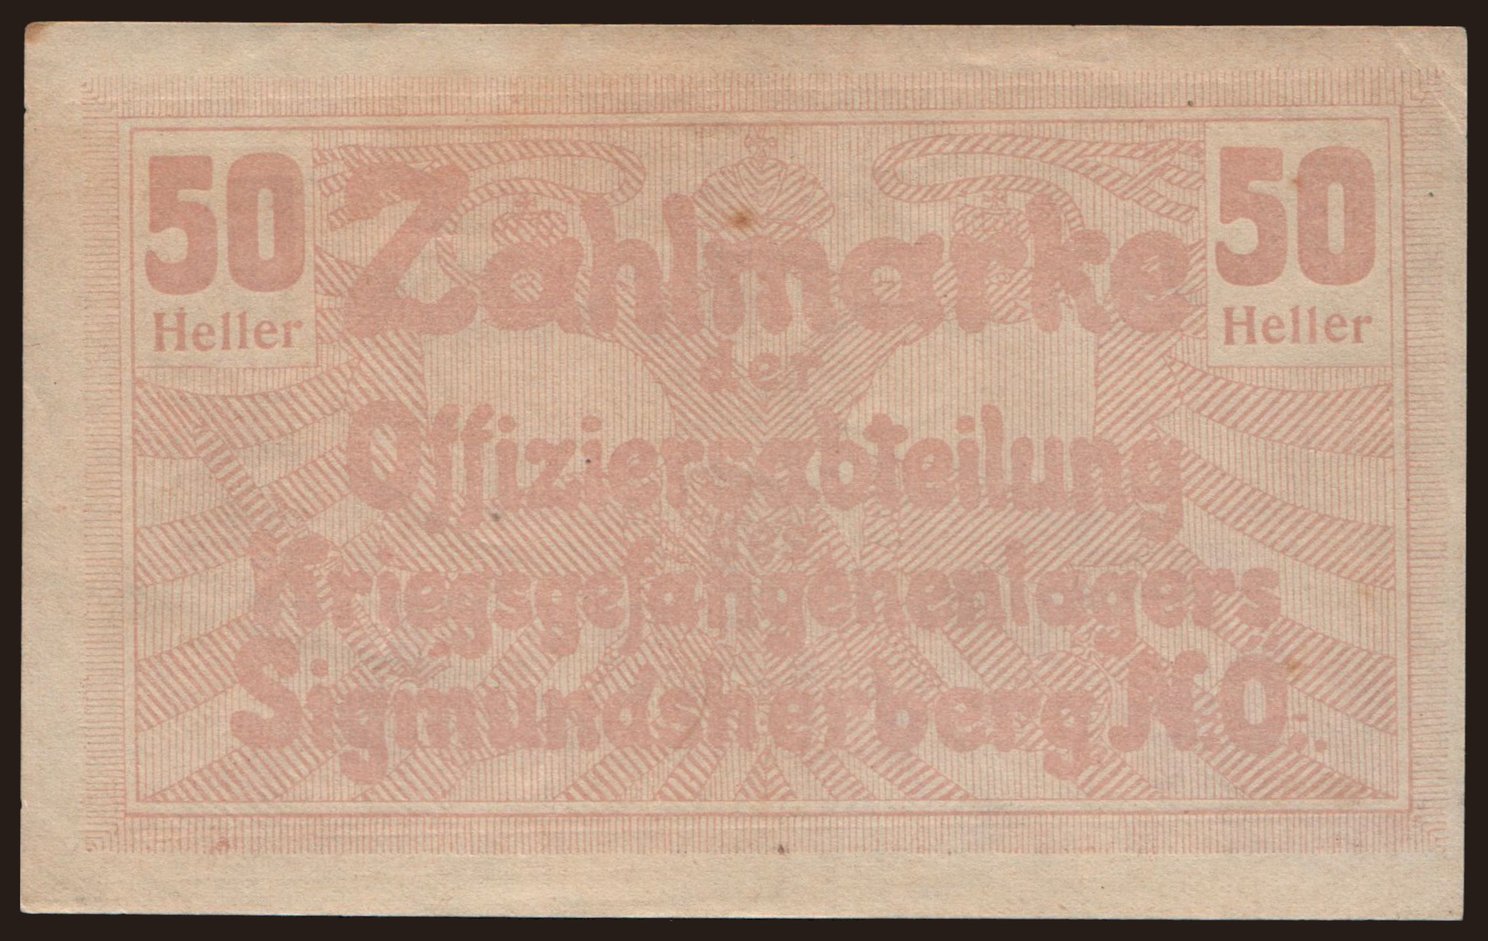 50 50
Heller Heller
Zahlmarke
der
Offiziersabteilung
des
Kriegsgefangenenlagers
Sigmundsherberg N.Ö.